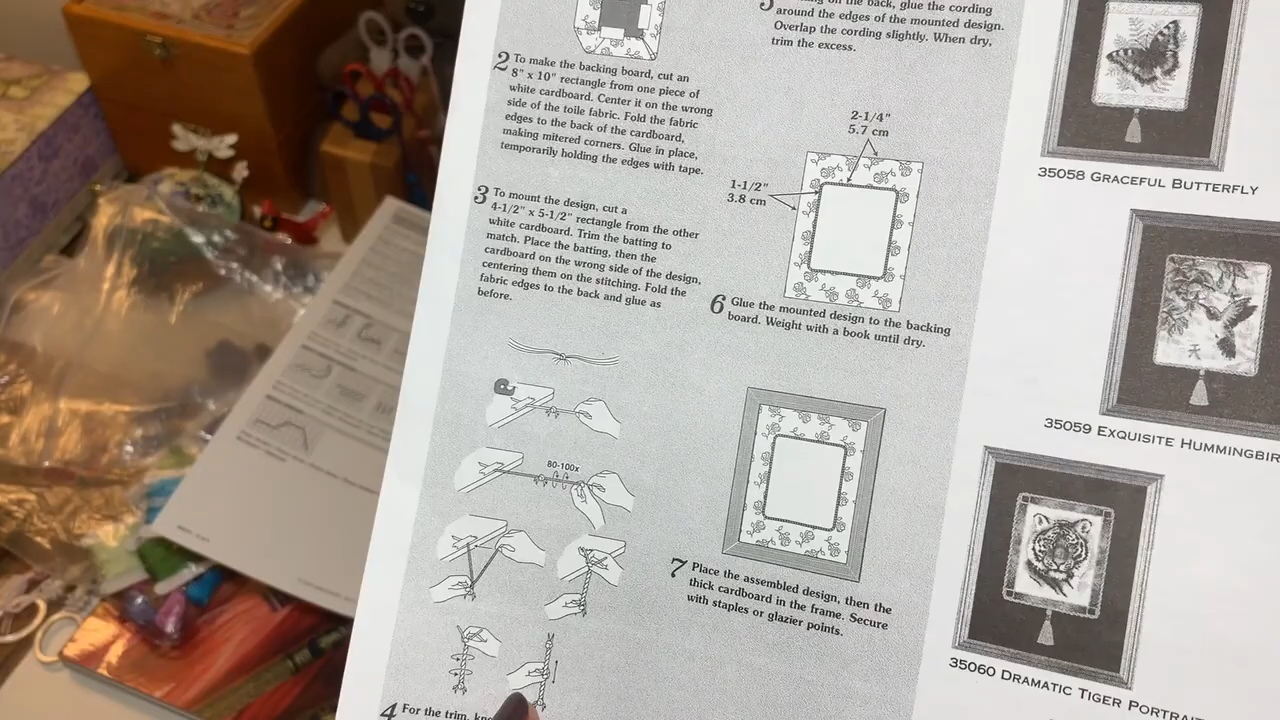 2 To make the backing board, cut an
8" x 10" rectangle from one piece of
white cardboard. Center it on the wrong
side of the toile fabric. Fold the fabric
edges to the back of the cardboard,
making mitered corners. Glue in place,
temporarily holding the edges with tape.
3 To mount the design, cut a
4-1/2" x 5-1/2" rectangle from the other
white cardboard. Trim the batting to
match. Place the batting, then the
cardboard on the wrong side of the design,
centering them on the stitching. Fold the
fabric edges to the back and glue as
before.
80-100x
4 For the trim,
on the back, glue the cording
around the edges of the mounted design.
Overlap the cording slightly. When dry,
trim the excess.
2-1/4"
5.7 cm
1-1/2"
3.8 cm
6 Glue the mounted design to the backing
board. Weight with a book until dry.
7 Place the assembled design, then the
thick cardboard in the frame. Secure
with staples or glazier points.
35058 GRACEFUL BUTTERFLY
35059 EXQUISITE HUMMINGBIR
35060 DRAMATIC TIGER PORTRAI